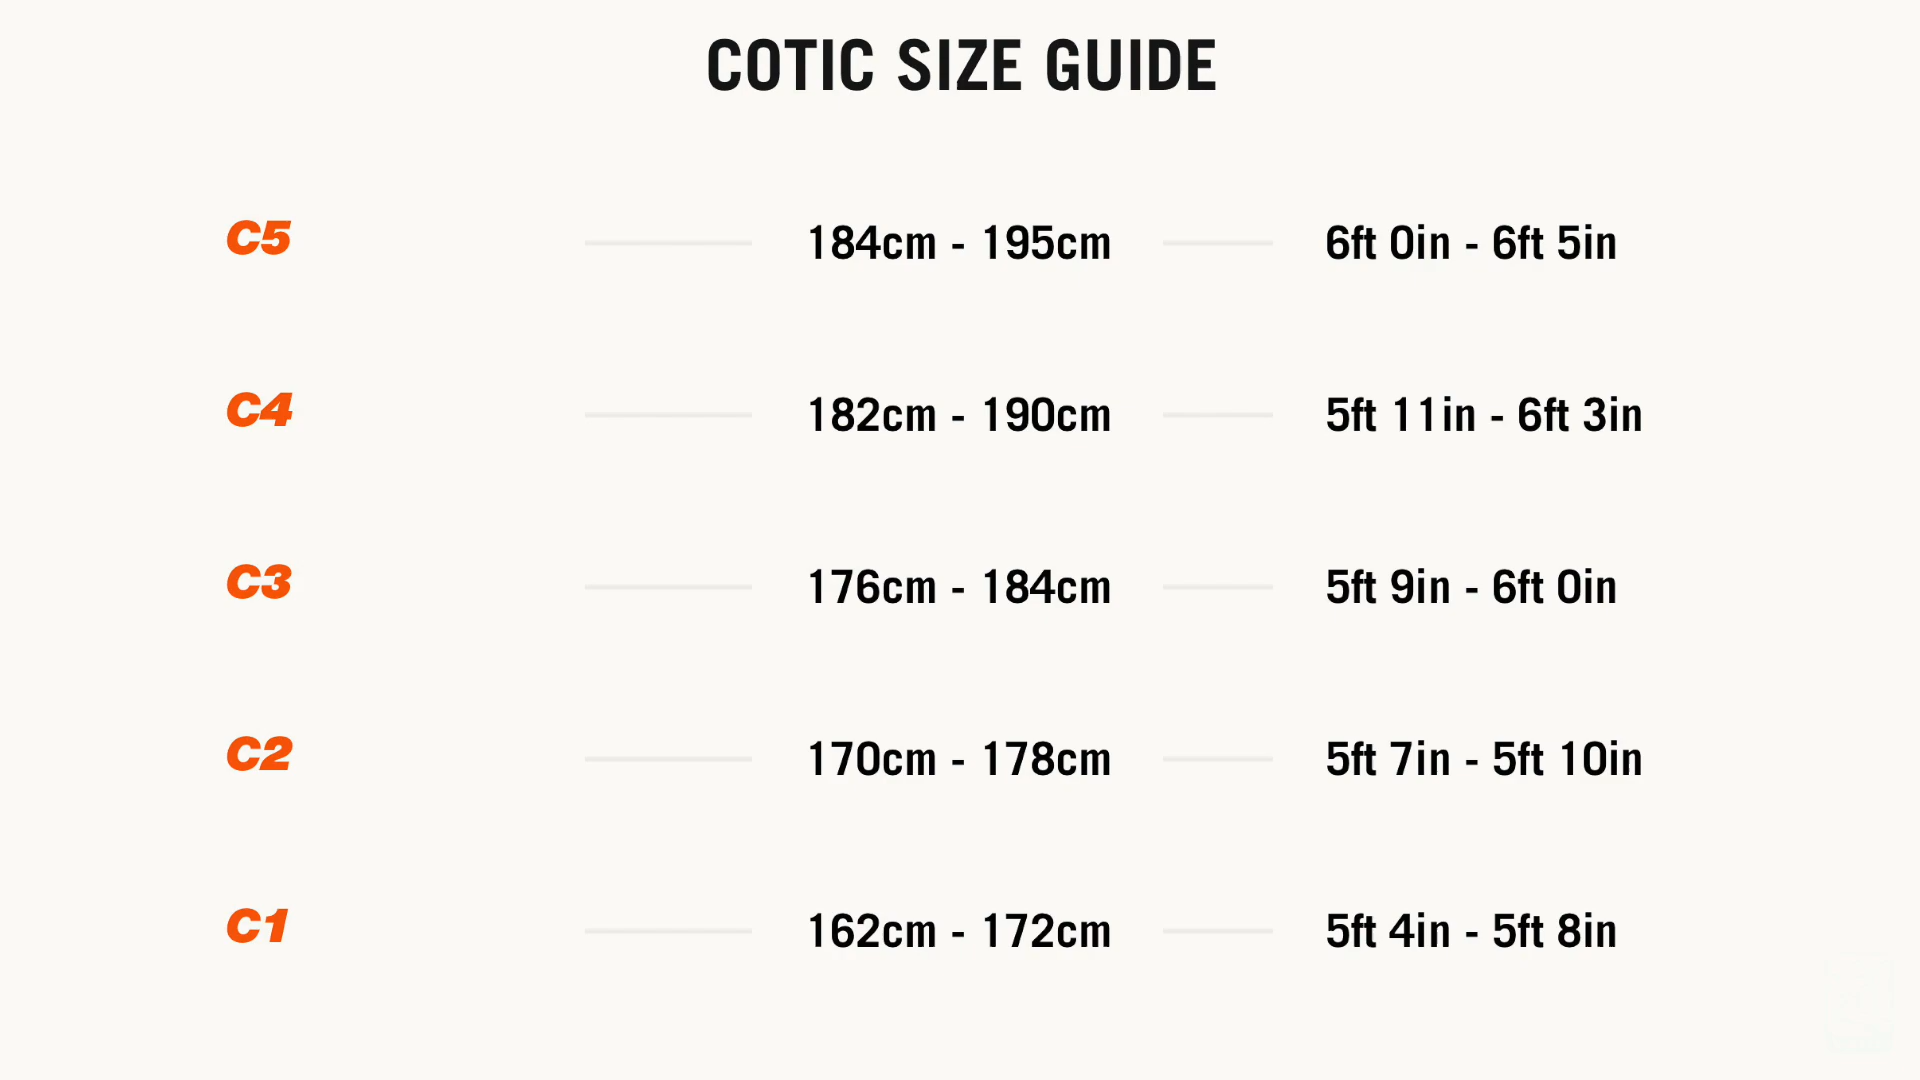 COTIC SIZE GUIDE
C5 184cm - 195cm 6ft 0in - 6ft 5in
C4 182cm - 190cm 5ft 11in - 6ft 3in
C3 176cm - 184cm 5ft 9in - 6ft 0in
C2 170cm - 178cm 5ft 7in - 5ft 10in
C1 162cm - 172cm 5ft 4in - 5ft 8in